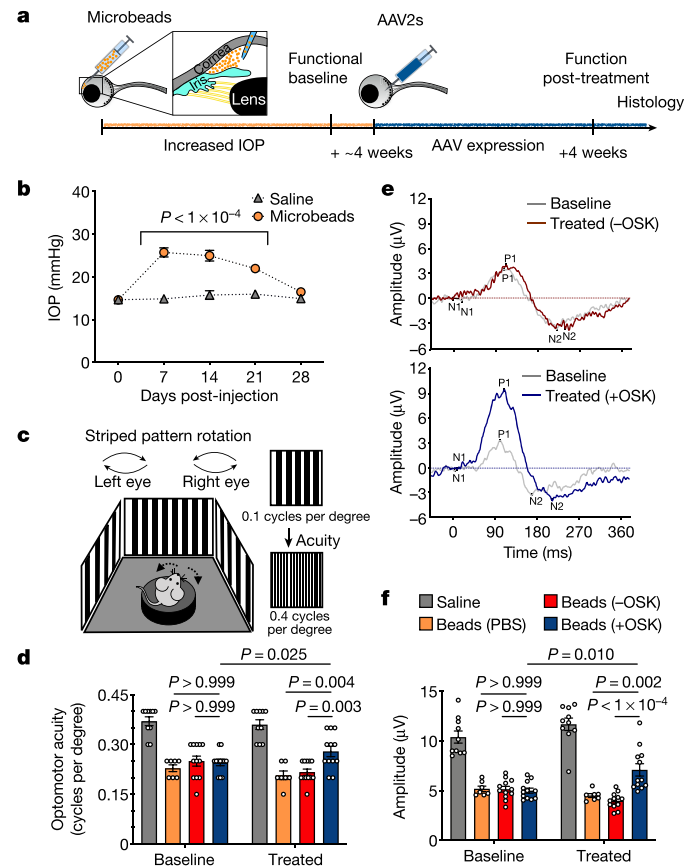 a
Microbeads
AAV2s
Cornea
Iris
Lens
Functional
baseline
Function
post-treatment
Histology
Increased IOP
+ ~4 weeks
AAV expression
+4 weeks
b
40
30
20
10
0
IOP (mmHg)
Saline
Microbeads
P < 1 × 10⁻⁴
0 7 14 21 28
Days post-injection
c
Striped pattern rotation
Left eye
Right eye
0.1 cycles per degree
Acuity
0.4 cycles
per degree
d
P = 0.025
P > 0.999
P = 0.004
P > 0.999
P = 0.003
0.45
0.30
0.15
0
Optomotor acuity
(cycles per degree)
Baseline Treated
e
12
9
6
3
0
−3
−6
Amplitude (μV)
Baseline
Treated (−OSK)
P1
P1
N1
N1
N2
N2
12
9
6
3
0
−3
−6
Amplitude (μV)
Baseline
Treated (+OSK)
P1
P1
N1
N1
N2
N2
0 90 180 270 360
Time (ms)
f
Saline
Beads (−OSK)
Beads (PBS)
Beads (+OSK)
P = 0.010
P > 0.999
P = 0.002
P > 0.999
P < 1 × 10⁻⁴
15
10
5
0
Amplitude (μV)
Baseline Treated